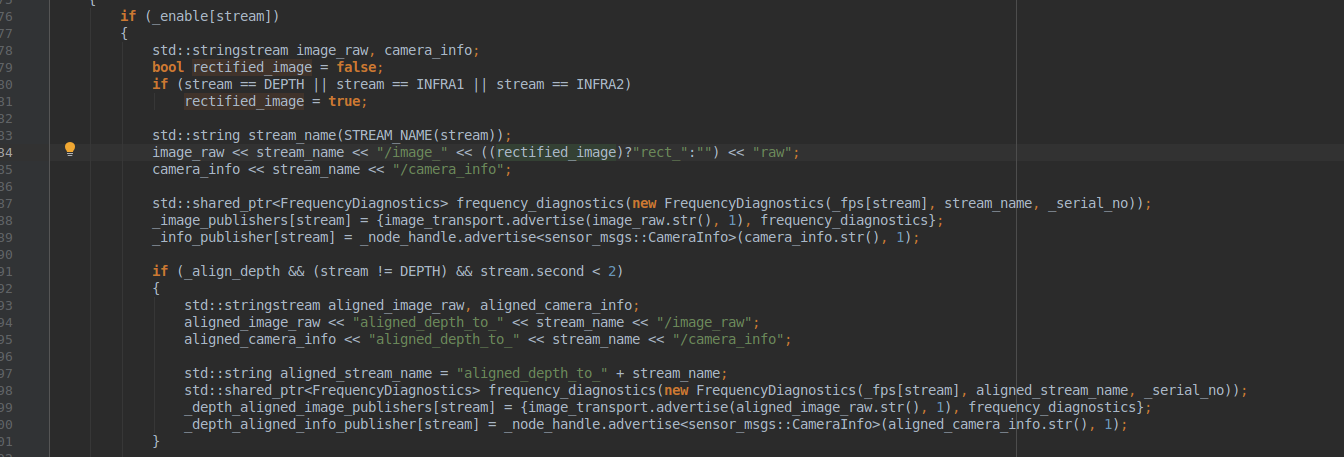 {
76 if (_enable[stream])
77 {
78 std::stringstream image_raw, camera_info;
79 bool rectified_image = false;
80 if (stream == DEPTH || stream == INFRA1 || stream == INFRA2)
81 rectified_image = true;
82
83 std::string stream_name(STREAM_NAME(stream));
84 image_raw << stream_name << "/image_" << ((rectified_image)?"rect_":"") << "raw";
85 camera_info << stream_name << "/camera_info";
86
87 std::shared_ptr<FrequencyDiagnostics> frequency_diagnostics(new FrequencyDiagnostics(_fps[stream], stream_name, _serial_no));
88 _image_publishers[stream] = {image_transport.advertise(image_raw.str(), 1), frequency_diagnostics};
89 _info_publisher[stream] = _node_handle.advertise<sensor_msgs::CameraInfo>(camera_info.str(), 1);
90
91 if (_align_depth && (stream != DEPTH) && stream.second < 2)
92 {
93 std::stringstream aligned_image_raw, aligned_camera_info;
94 aligned_image_raw << "aligned_depth_to_" << stream_name << "/image_raw";
95 aligned_camera_info << "aligned_depth_to_" << stream_name << "/camera_info";
96
97 std::string aligned_stream_name = "aligned_depth_to_" + stream_name;
98 std::shared_ptr<FrequencyDiagnostics> frequency_diagnostics(new FrequencyDiagnostics(_fps[stream], aligned_stream_name, _serial_no));
99 _depth_aligned_image_publishers[stream] = {image_transport.advertise(aligned_image_raw.str(), 1), frequency_diagnostics};
00 _depth_aligned_info_publisher[stream] = _node_handle.advertise<sensor_msgs::CameraInfo>(aligned_camera_info.str(), 1);
01 }